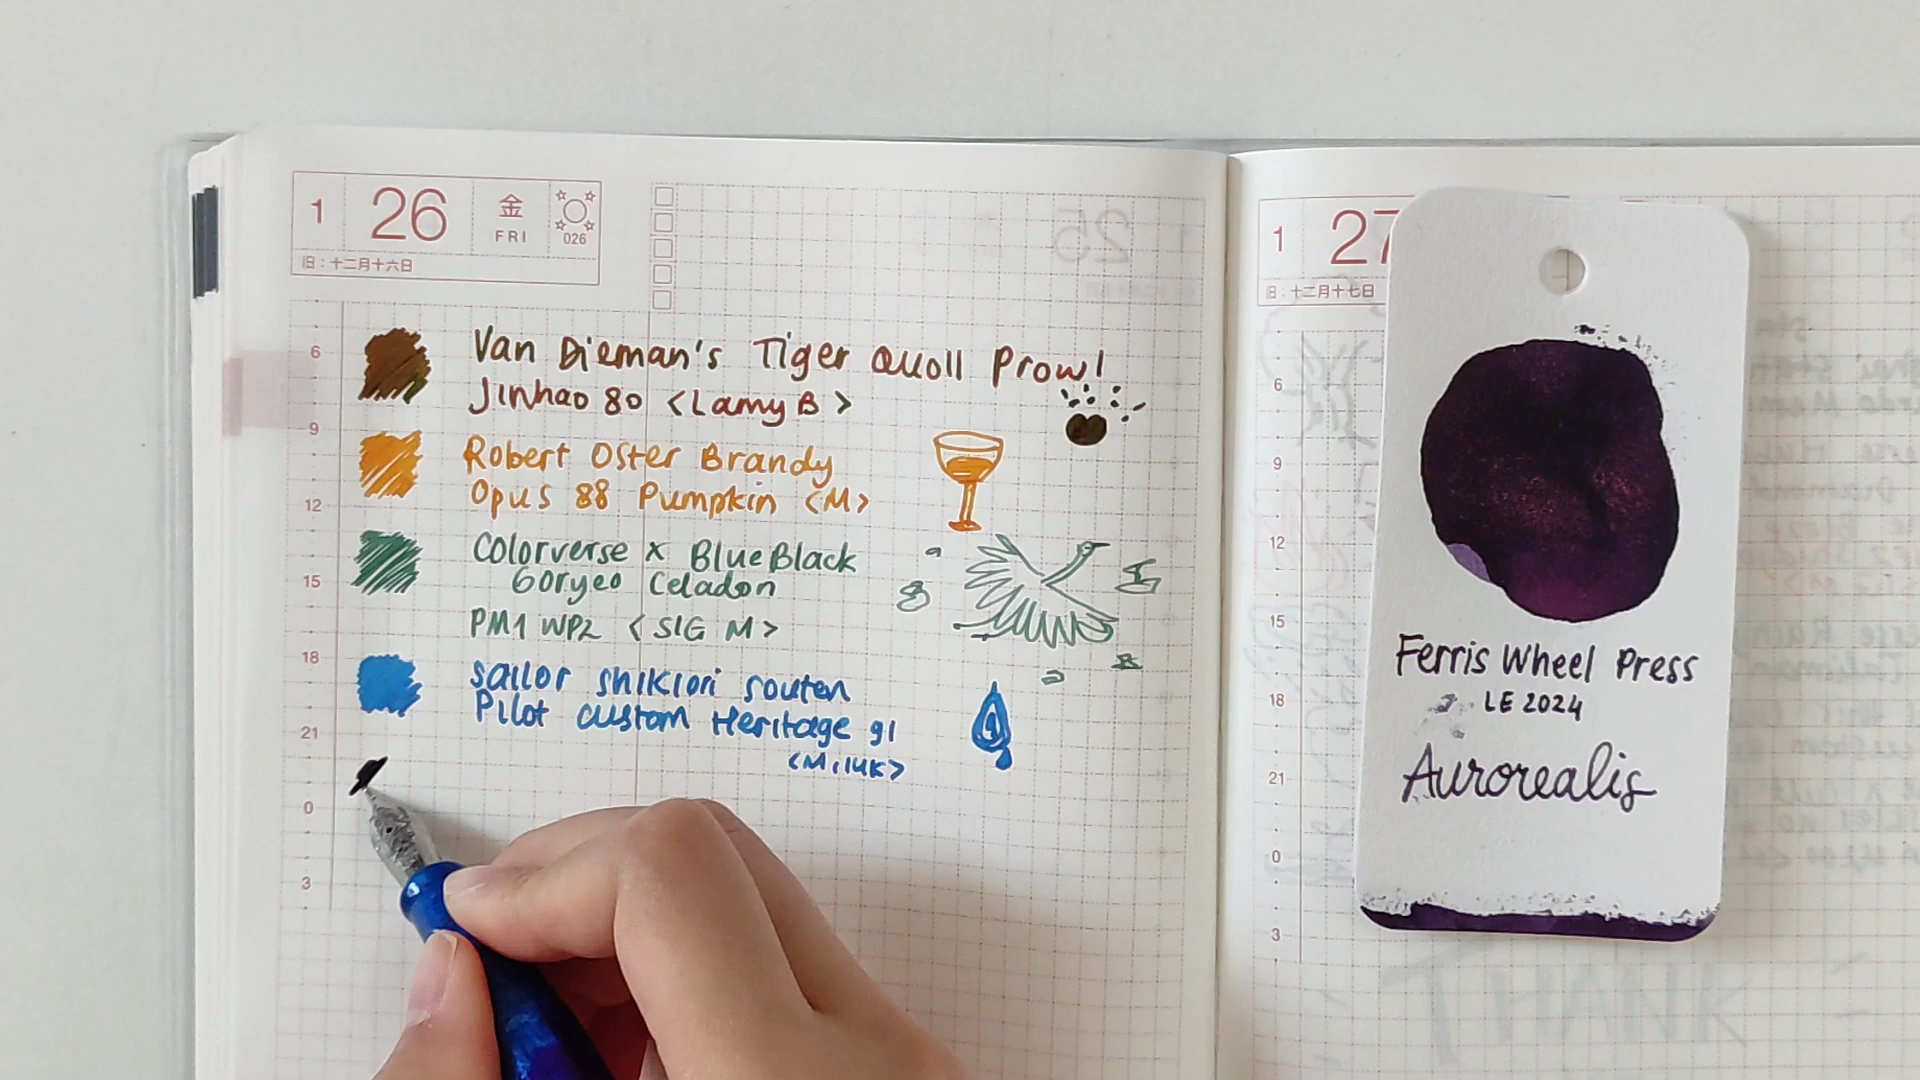 1 26 金 FRI 026
旧：十二月十六日
6
9
12
15
18
21
0
3
Van Dieman's Tiger Quoll Prowl
Jinhao 80 <Lamy B>
Robert Oster Brandy
Opus 88 Pumpkin <M>
Colorverse x BlueBlack
Goryeo Celadon
PM1 WP2 <SIG M>
Sailor Shikiori Souten
Pilot Custom Heritage 91
1 27
旧：十二月十七日
6
9
12
15
18
21
0
3
Ferris Wheel Press
LE 2024
Aurorealis